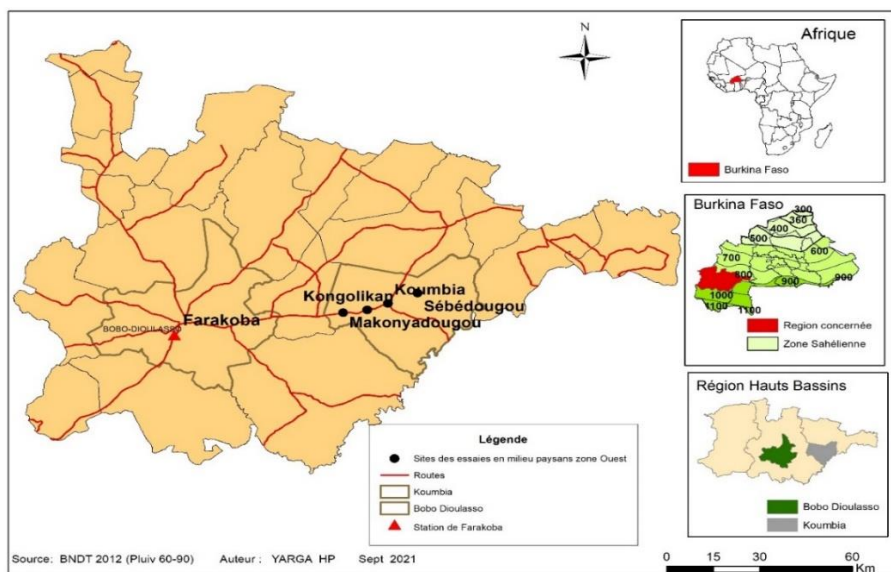 N
Kongolikan
Koumbia
Sébédougou
Makonyadougou
BOBO-DIOULASSO
Farakoba
Légende
Sites des essaies en milieu paysans zone Ouest
Routes
Koumbia
Bobo Dioulasso
Station de Farakoba
Source: BNDT 2012 (Pluiv 60-90) Auteur : YARGA HP Sept 2021
Afrique
Burkina Faso
Burkina Faso
300
360
400
500
600
700
800
900
900
1000
1100
1100
Region concernée
Zone Sahélienne
Région Hauts Bassins
Bobo Dioulasso
Koumbia
0 15 30 60
Km